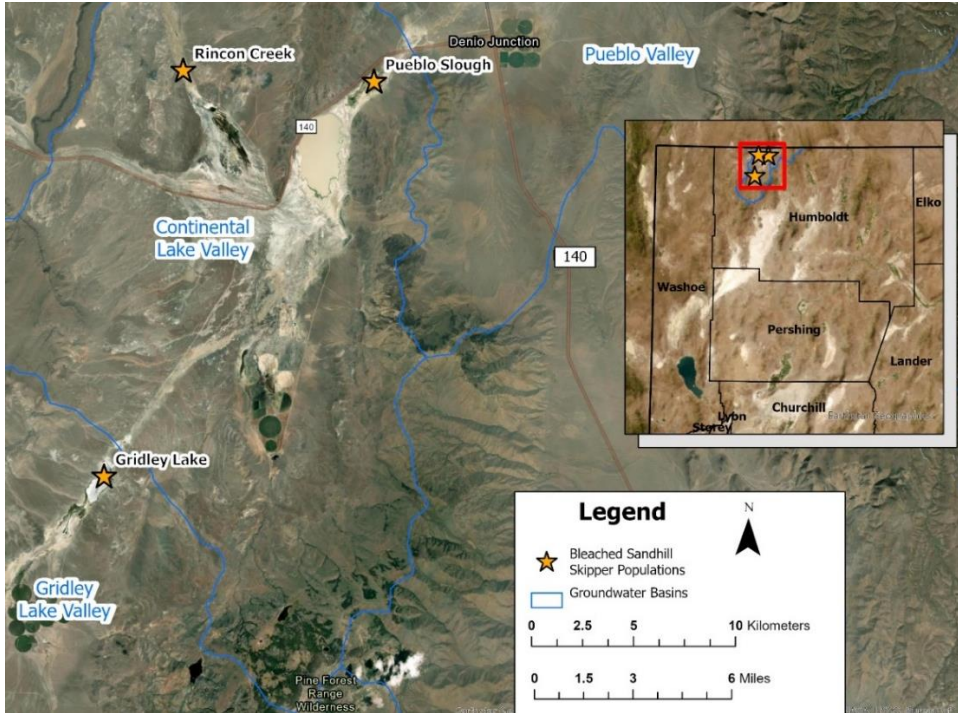 Rincon Creek
Denio Junction
Pueblo Slough
Pueblo Valley
140
Continental
Lake Valley
140
Gridley Lake
Gridley
Lake Valley
Pine Forest
Range
Wilderness
Elko
Humboldt
Washoe
Pershing
Lander
Churchill
Lyon
Storey
Legend
N
Bleached Sandhill
Skipper Populations
Groundwater Basins
0 2.5 5 10 Kilometers
0 1.5 3 6 Miles